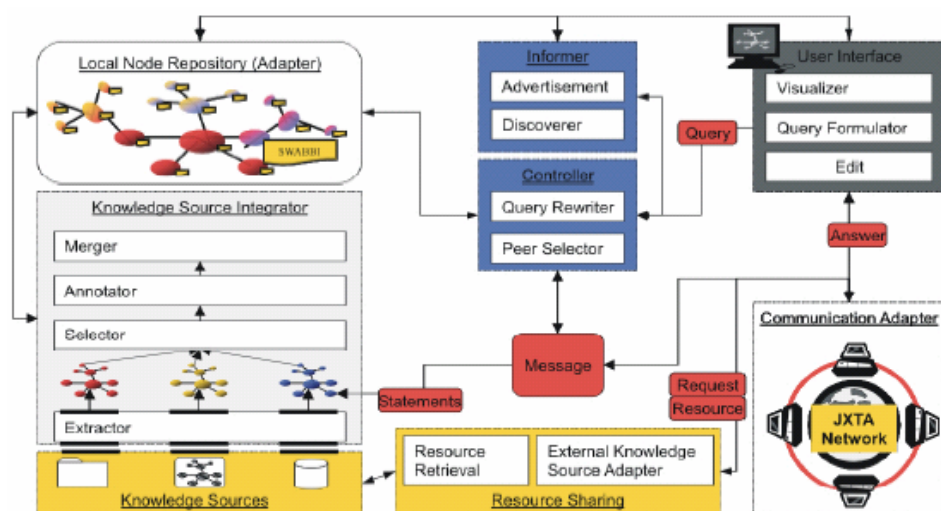 Local Node Repository (Adapter)
SWABBI
Informer
Advertisement
Discoverer
User Interface
Visualizer
Query Formulator
Edit
Query
Controller
Query Rewriter
Peer Selector
Answer
Knowledge Source Integrator
Merger
Annotator
Selector
Extractor
Message
Statements
Request
Resource
Communication Adapter
JXTA
Network
Resource
Retrieval
External Knowledge
Source Adapter
Knowledge Sources
Resource Sharing